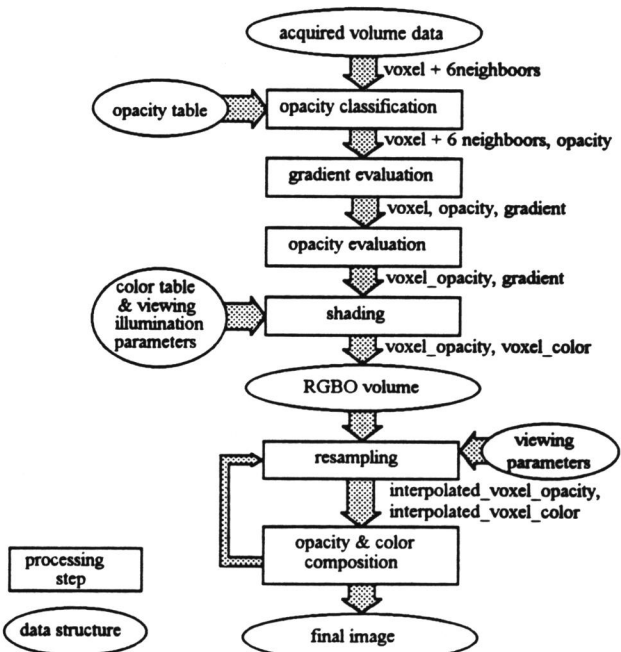 acquired volume data
voxel + 6neighboors
opacity table
opacity classification
voxel + 6 neighboors, opacity
gradient evaluation
voxel, opacity, gradient
opacity evaluation
voxel_opacity, gradient
color table
& viewing
illumination
parameters
shading
voxel_opacity, voxel_color
RGBO volume
resampling
viewing
parameters
interpolated_voxel_opacity,
interpolated_voxel_color
opacity & color
composition
processing
step
data structure
final image